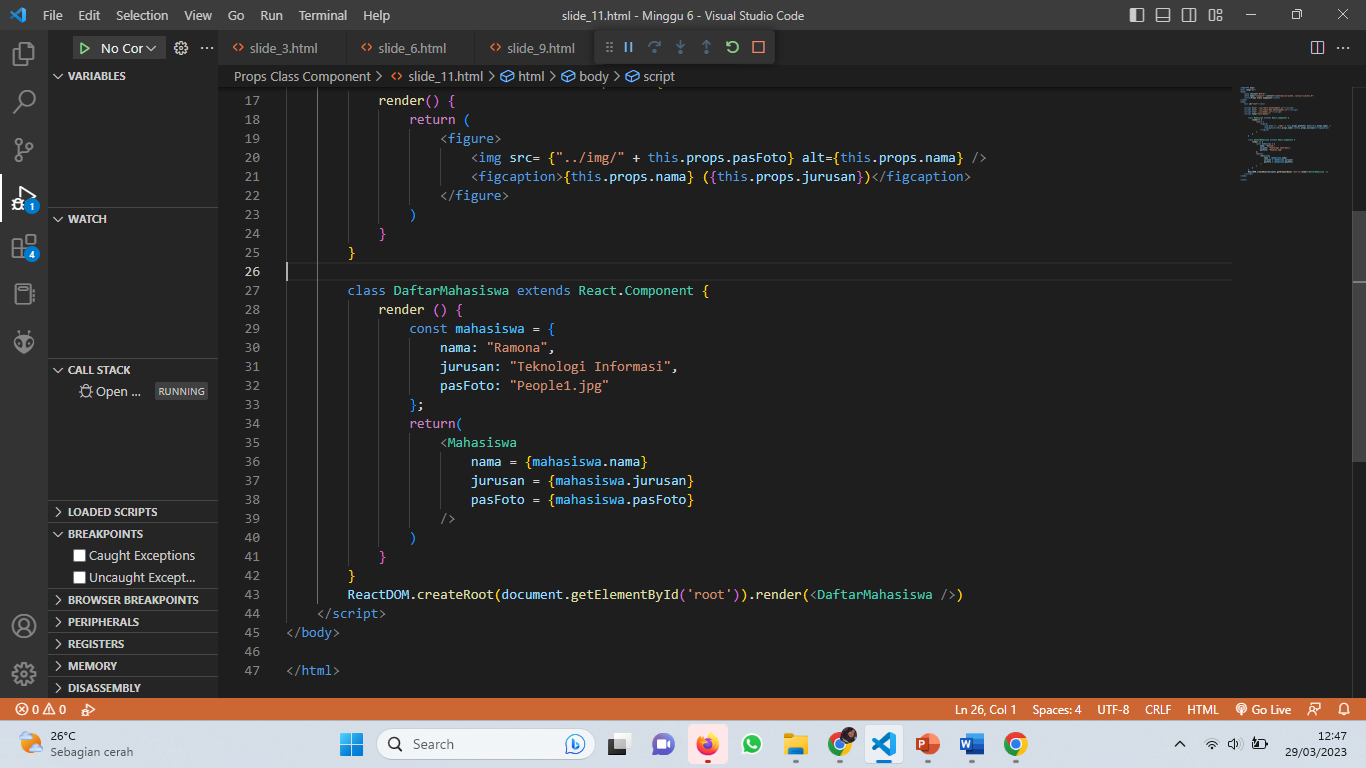 File Edit Selection View Go Run Terminal Help slide_11.html - Minggu 6 - Visual Studio Code
No Cor slide_3.html slide_6.html slide_9.html
Props Class Component > slide_11.html > html > body > script
VARIABLES
WATCH
CALL STACK
Open ... RUNNING
LOADED SCRIPTS
BREAKPOINTS
Caught Exceptions
Uncaught Except...
BROWSER BREAKPOINTS
PERIPHERALS
REGISTERS
MEMORY
DISASSEMBLY
1
4
17 render() {
18 return (
19 <figure>
20 <img src= {"../img/" + this.props.pasFoto} alt={this.props.nama} />
21 <figcaption>{this.props.nama} ({this.props.jurusan})</figcaption>
22 </figure>
23 )
24 }
25 }
26
27 class DaftarMahasiswa extends React.Component {
28 render () {
29 const mahasiswa = {
30 nama: "Ramona",
31 jurusan: "Teknologi Informasi",
32 pasFoto: "People1.jpg"
33 };
34 return(
35 <Mahasiswa
36 nama = {mahasiswa.nama}
37 jurusan = {mahasiswa.jurusan}
38 pasFoto = {mahasiswa.pasFoto}
39 />
40 )
41 }
42 }
43 ReactDOM.createRoot(document.getElementById('root')).render(<DaftarMahasiswa />)
44 </script>
45 </body>
46
47 </html>
0 0 Ln 26, Col 1 Spaces: 4 UTF-8 CRLF HTML Go Live
26°C
Sebagian cerah
Search
12:47
29/03/2023